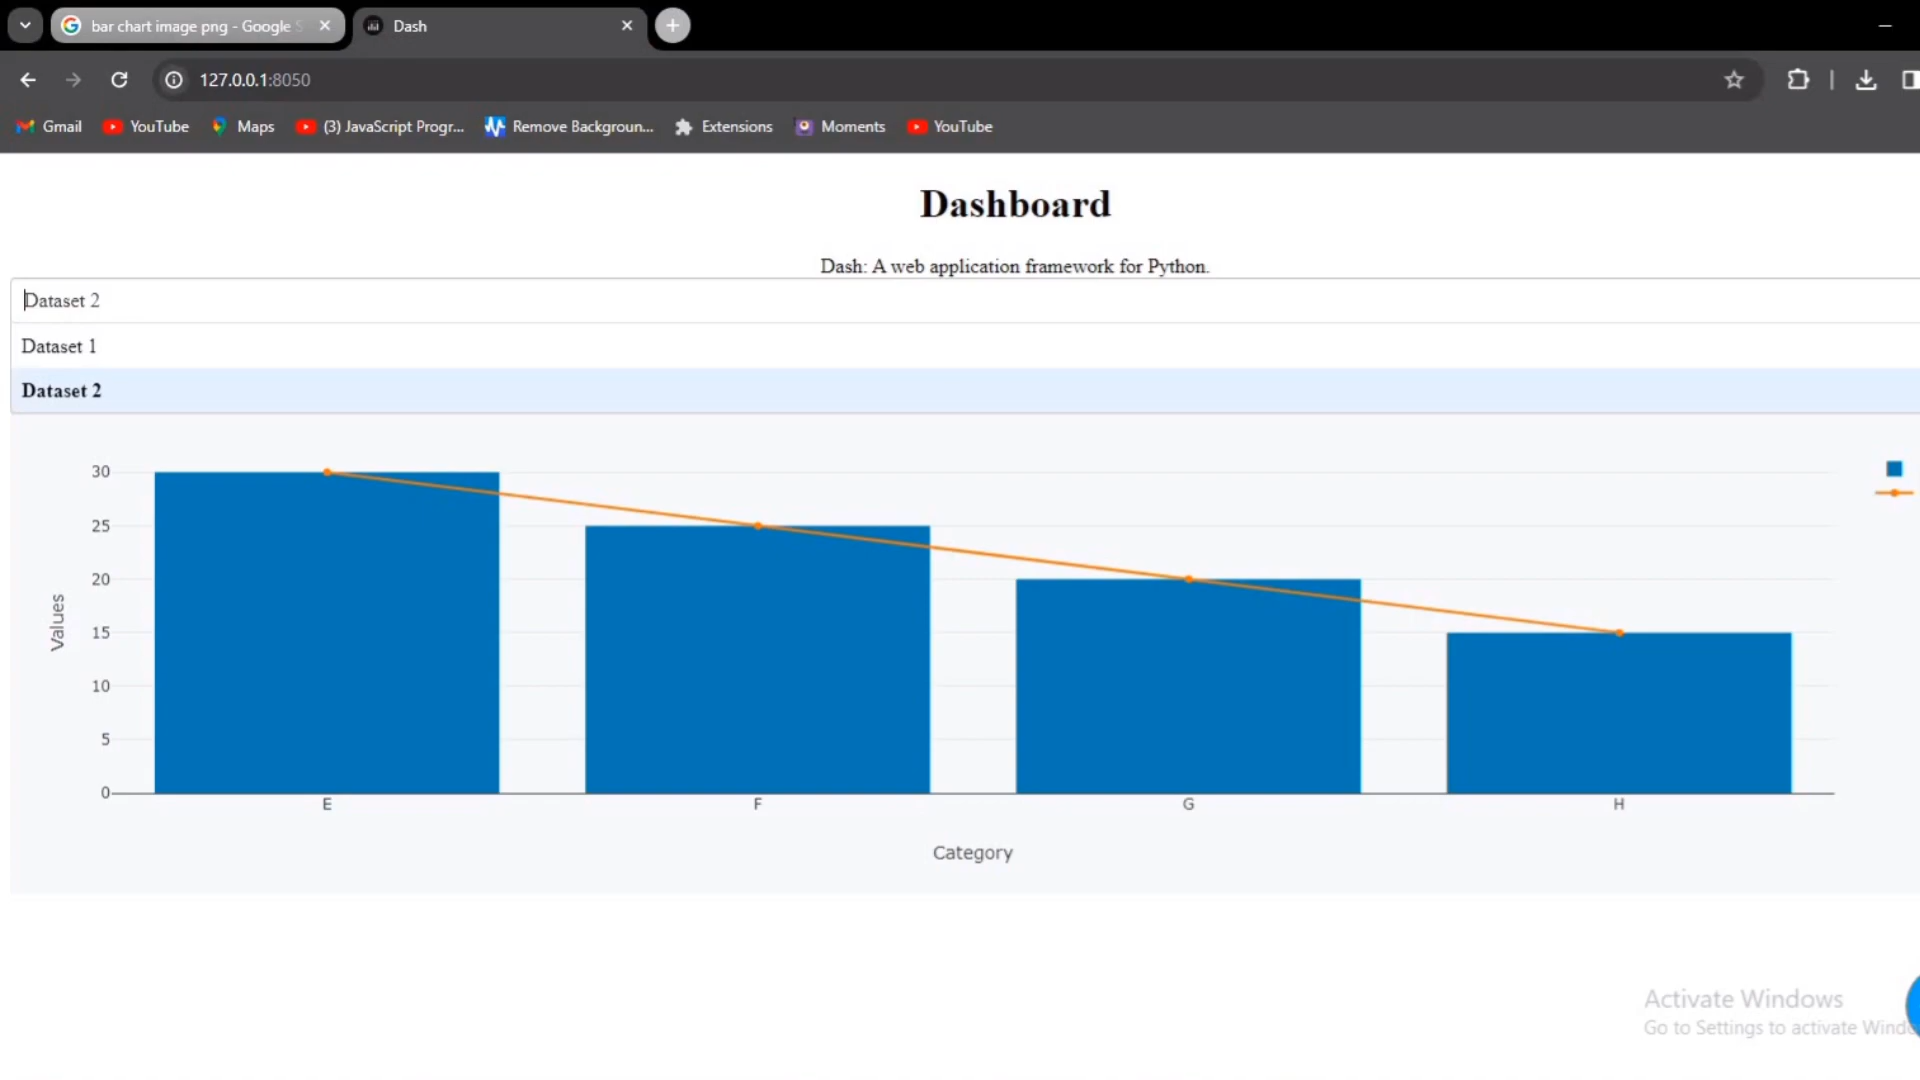 bar chart image png - Google S
Dash
127.0.0.1:8050
Gmail
YouTube
Maps
(3) JavaScript Progr...
Remove Backgroun...
Extensions
Moments
YouTube
Dashboard
Dash: A web application framework for Python.
Dataset 2
Dataset 1
Dataset 2
30
25
20
15
10
5
0
Values
E
F
G
H
Category
Activate Windows
Go to Settings to activate Windo